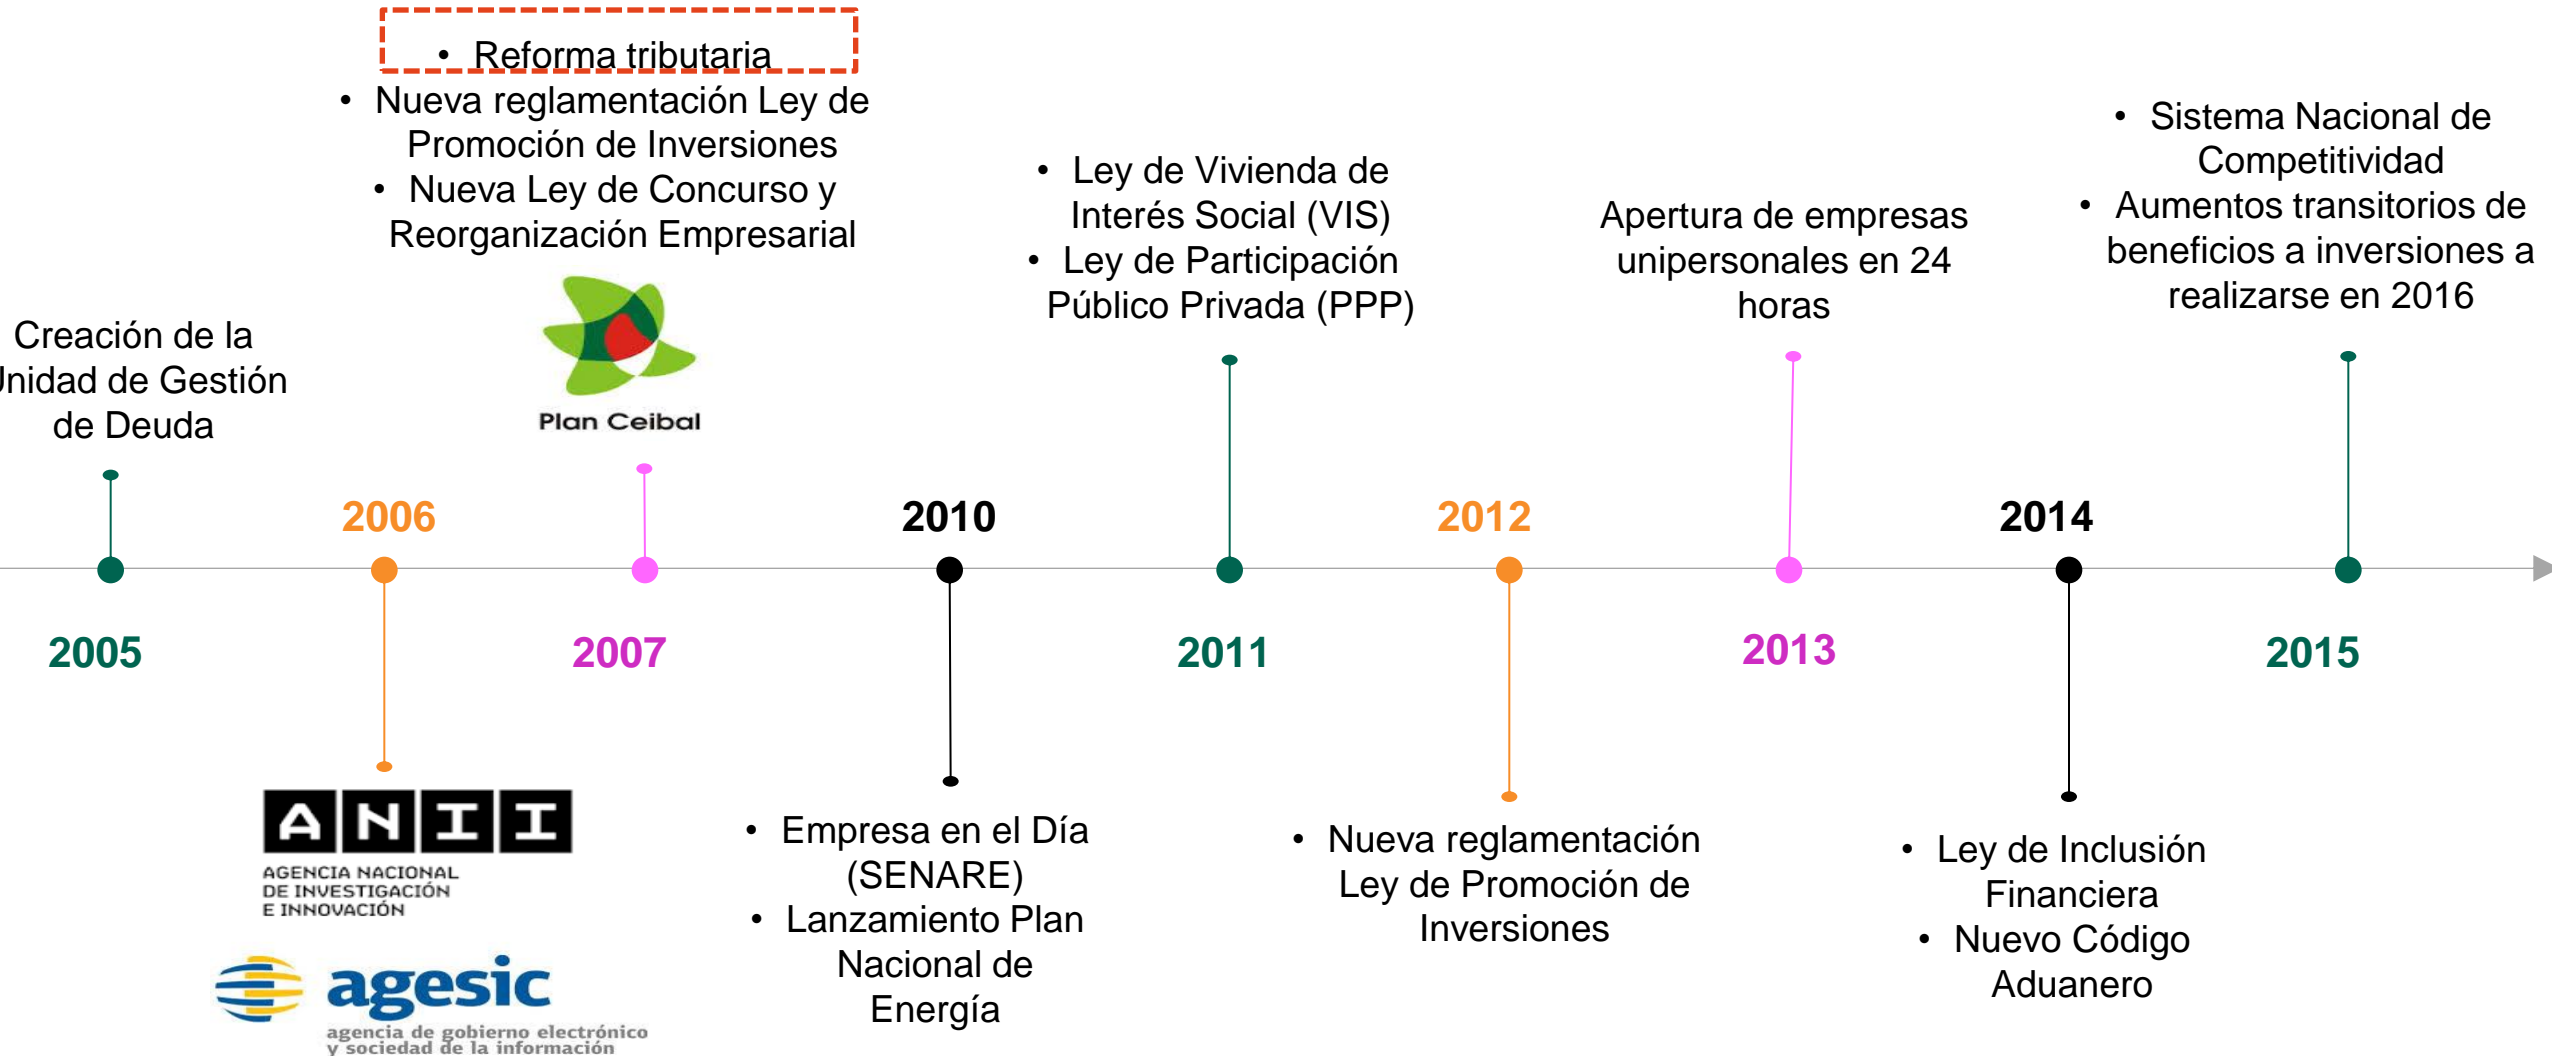 • Reforma tributaria
• Nueva reglamentación Ley de
Promoción de Inversiones
• Nueva Ley de Concurso y
Reorganización Empresarial
Plan Ceibal
Creación de la
Unidad de Gestión
de Deuda
• Ley de Vivienda de
Interés Social (VIS)
• Ley de Participación
Público Privada (PPP)
Apertura de empresas
unipersonales en 24
horas
• Sistema Nacional de
Competitividad
• Aumentos transitorios de
beneficios a inversiones a
realizarse en 2016
2006
2010
2012
2014
2005
2007
2011
2013
2015
ANII
AGENCIA NACIONAL
DE INVESTIGACIÓN
E INNOVACIÓN
agesic
agencia de gobierno electrónico
y sociedad de la información
• Empresa en el Día
(SENARE)
• Lanzamiento Plan
Nacional de
Energía
• Nueva reglamentación
Ley de Promoción de
Inversiones
• Ley de Inclusión
Financiera
• Nuevo Código
Aduanero